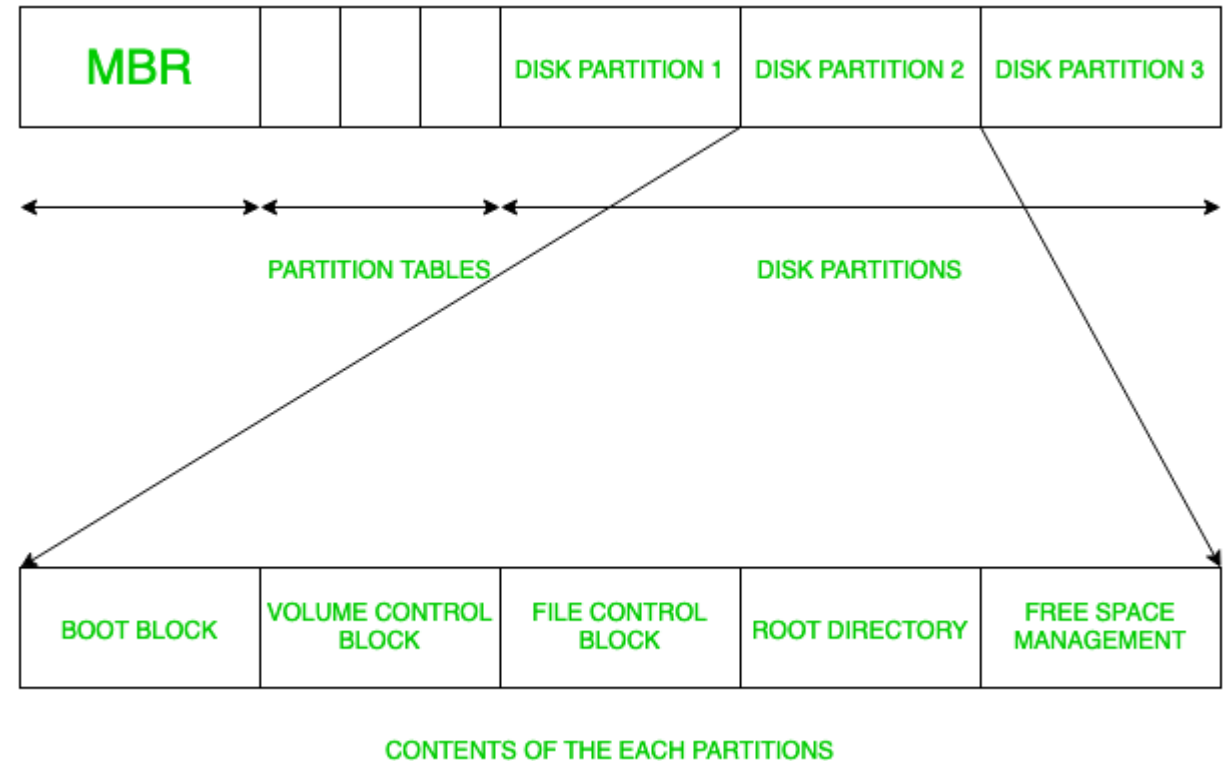 MBR
DISK PARTITION 1
DISK PARTITION 2
DISK PARTITION 3
PARTITION TABLES
DISK PARTITIONS
BOOT BLOCK
VOLUME CONTROL
BLOCK
FILE CONTROL
BLOCK
ROOT DIRECTORY
FREE SPACE
MANAGEMENT
CONTENTS OF THE EACH PARTITIONS